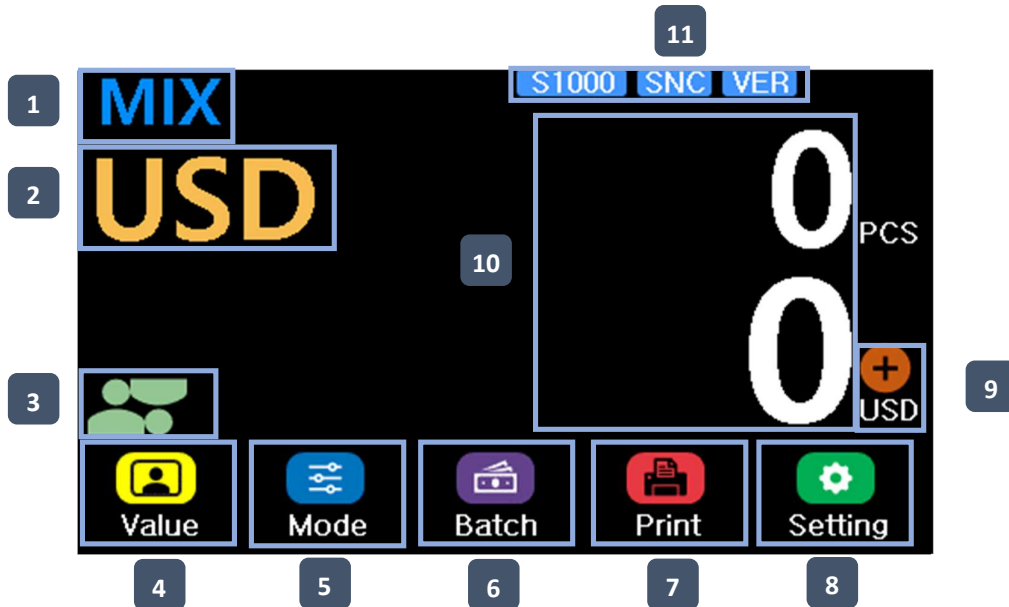 11
S1000 SNC VER
1
MIX
2
USD
0 PCS
10
0
3
USD
9
Value
Mode
Batch
Print
Setting
4
5
6
7
8